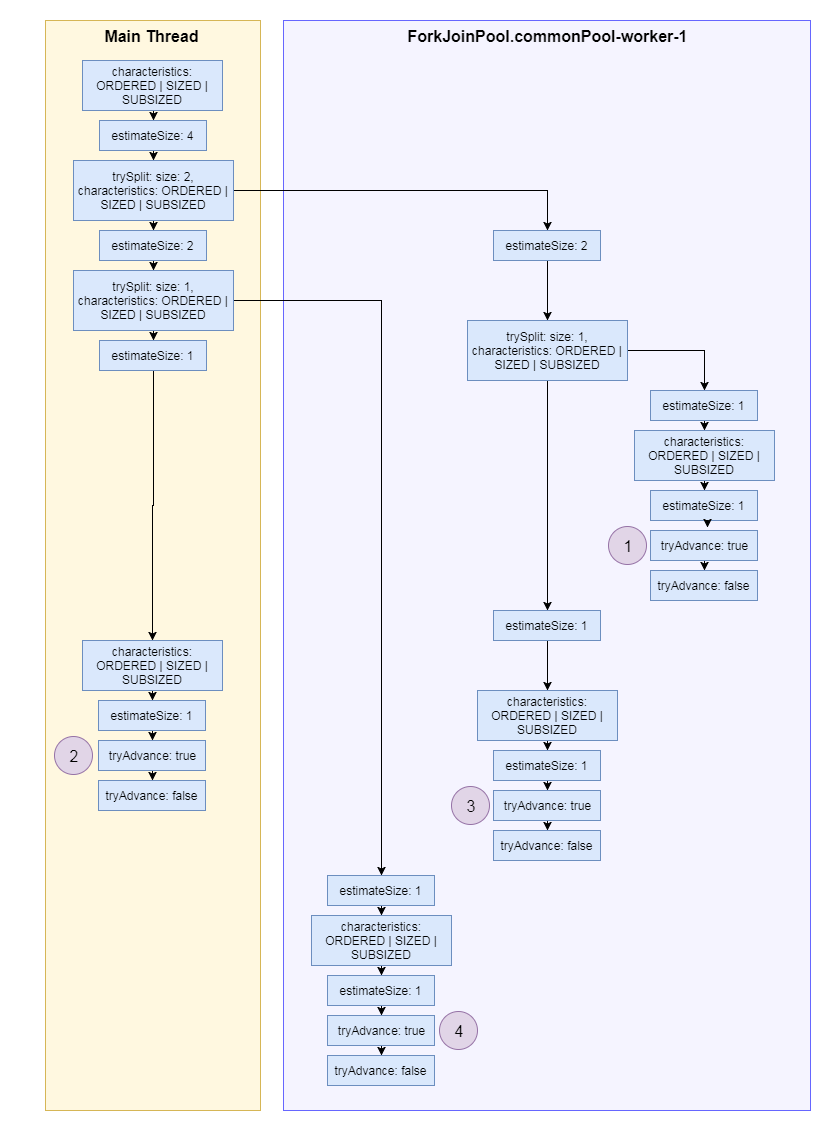 Main Thread
characteristics:
ORDERED | SIZED |
SUBSIZED
estimateSize: 4
trySplit: size: 2,
characteristics: ORDERED |
SIZED | SUBSIZED
estimateSize: 2
trySplit: size: 1,
characteristics: ORDERED |
SIZED | SUBSIZED
estimateSize: 1
characteristics:
ORDERED | SIZED |
SUBSIZED
estimateSize: 1
2
tryAdvance: true
tryAdvance: false
ForkJoinPool.commonPool-worker-1
estimateSize: 2
trySplit: size: 1,
characteristics: ORDERED |
SIZED | SUBSIZED
estimateSize: 1
characteristics:
ORDERED | SIZED |
SUBSIZED
estimateSize: 1
1
tryAdvance: true
tryAdvance: false
estimateSize: 1
characteristics:
ORDERED | SIZED |
SUBSIZED
estimateSize: 1
3
tryAdvance: true
tryAdvance: false
estimateSize: 1
characteristics:
ORDERED | SIZED |
SUBSIZED
estimateSize: 1
tryAdvance: true
4
tryAdvance: false